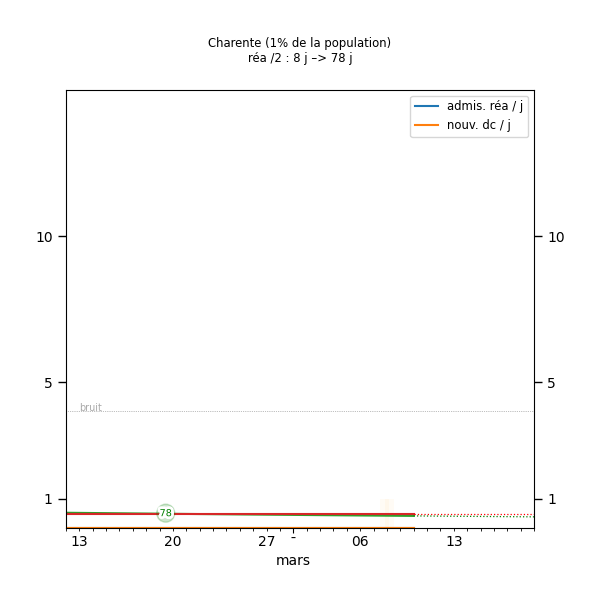 Charente (1% de la population)
réa /2 : 8 j –> 78 j
admis. réa / j
nouv. dc / j
10 10
5 5
bruit
1 1
78
13 20 27 - 06 13
mars